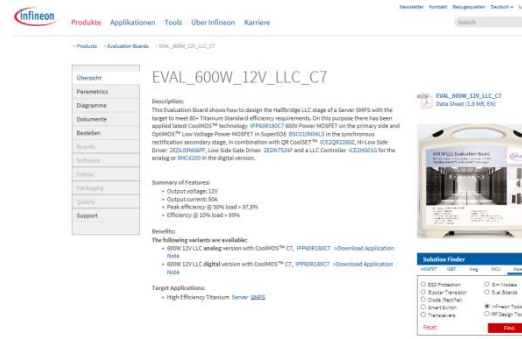 Newsletter Kontakt Bezugsquellen Deutsch
infineon
Produkte Applikationen Tools Über Infineon Karriere
Search
› Products › Evaluation Boards › EVAL_600W_12V_LLC_C7
Übersicht
Parametrics
Diagramme
Dokumente
Bestellen
Boards
Software
Videos
Packaging
Quality
Support
EVAL_600W_12V_LLC_C7
Description:
This Evaluation Board shows how to design the Halfbridge LLC stage of a Server SMPS with the
target to meet 80+ Titanium Standard efficiency requirements. On this purpose there has been
applied latest CoolMOS™ technology IPP60R180C7 600V Power MOSFET on the primary side and
OptiMOS™ Low Voltage Power MOSFET in SuperSO8 BSC010N04LS in the synchronous
rectification secondary stage, in combination with QR CoolSET™ ICE2QR2280Z, Hi-Low Side
Driver 2EDL05N06PF, Low Side Gate Driver 2EDN7524F and a LLC Controller ICE2HS01G for the
analog or XMC4200 in the digital version.
Summary of Features:
• Output voltage: 12V
• Output current: 50A
• Peak efficiency @ 50% load > 97,8%
• Efficiency @ 10% load > 95%
Benefits:
The following variants are available:
• 600W 12V LLC analog version with CoolMOS™ C7, IPP60R180C7 >Download Application
Note
• 600W 12V LLC digital version with CoolMOS™ C7, IPP60R180C7 >Download Application
Note
Target Applications:
• High Efficiency Titanium Server SMPS
EVAL_600W_12V_LLC_C7
Data Sheet (1.9 MB, EN)
600 W LLC Evaluation Board
Solution Finder
MOSFET IGBT Vreg MCU
ESD Protection Sim Models
Bipolar Transistor Eval Boards
Diode (Rectifier)
Smart Switch Infineon Tools
Transceivers RF Design
Reset Find